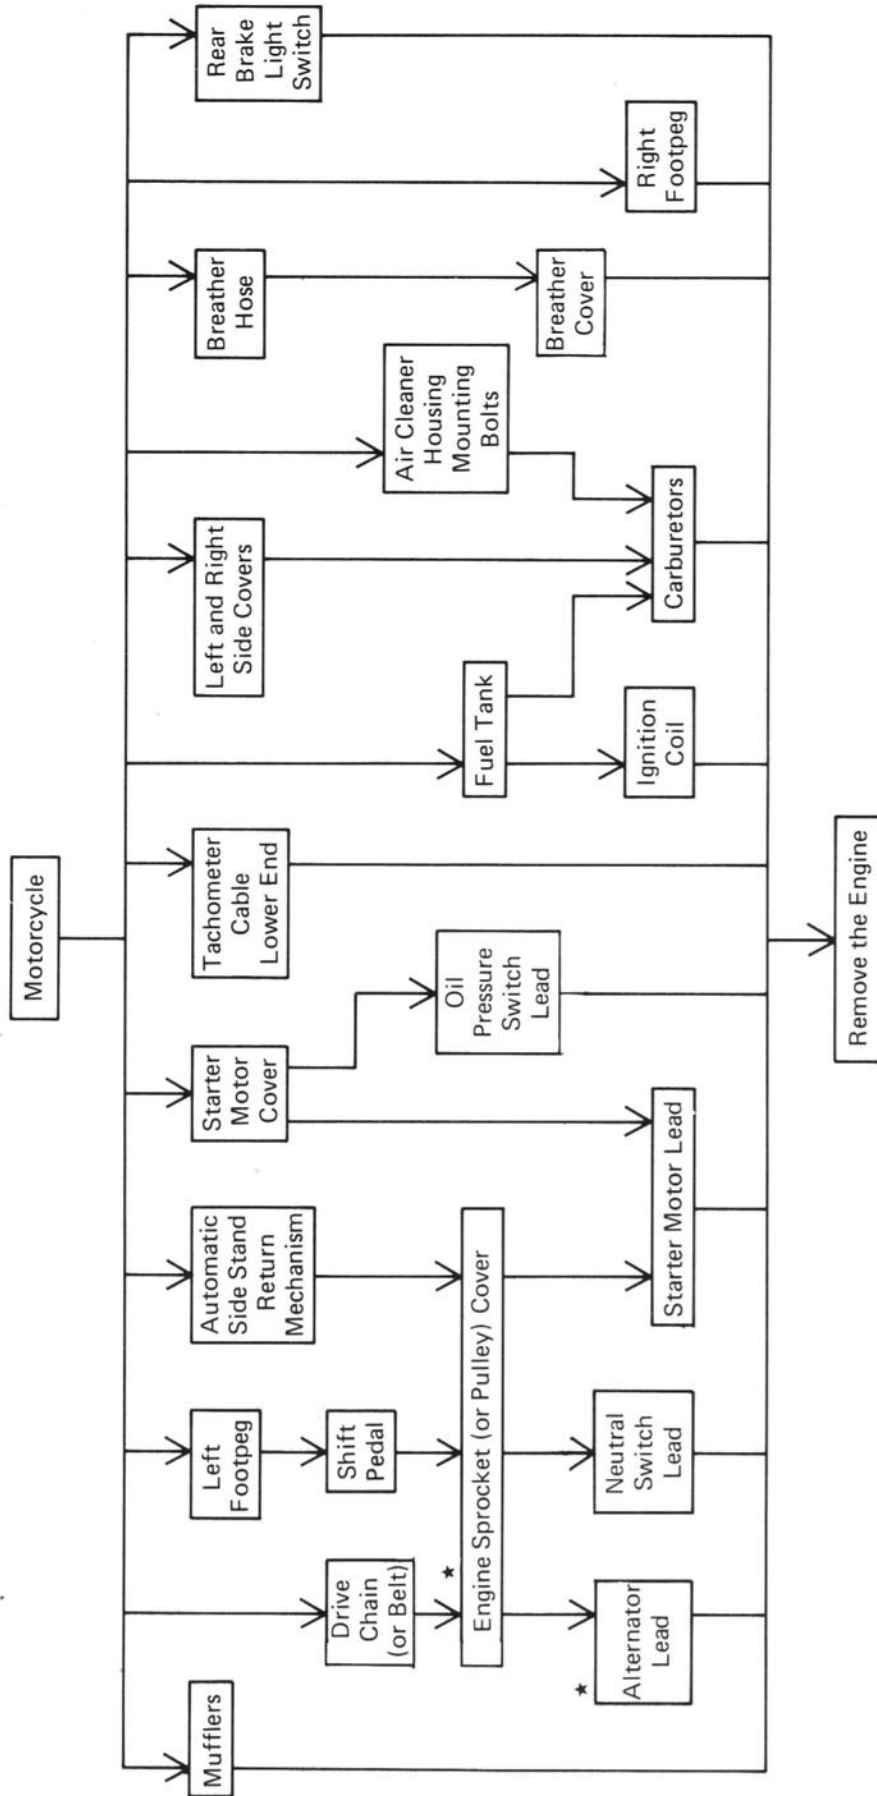 Motorcycle
Mufflers
Drive
Chain
(or Belt)
Left
Footpeg
Shift
Pedal
Automatic
Side Stand
Return
Mechanism
★
Engine Sprocket (or Pulley) Cover
★
Alternator
Lead
Neutral
Switch
Lead
Starter
Motor
Cover
Oil
Pressure
Switch
Lead
Starter Motor Lead
Tachometer
Cable
Lower End
Fuel Tank
Ignition
Coil
Left and Right
Side Covers
Air Cleaner
Housing
Mounting
Bolts
Carburetors
Breather
Hose
Breather
Cover
Right
Footpeg
Rear
Brake
Light
Switch
Remove the Engine